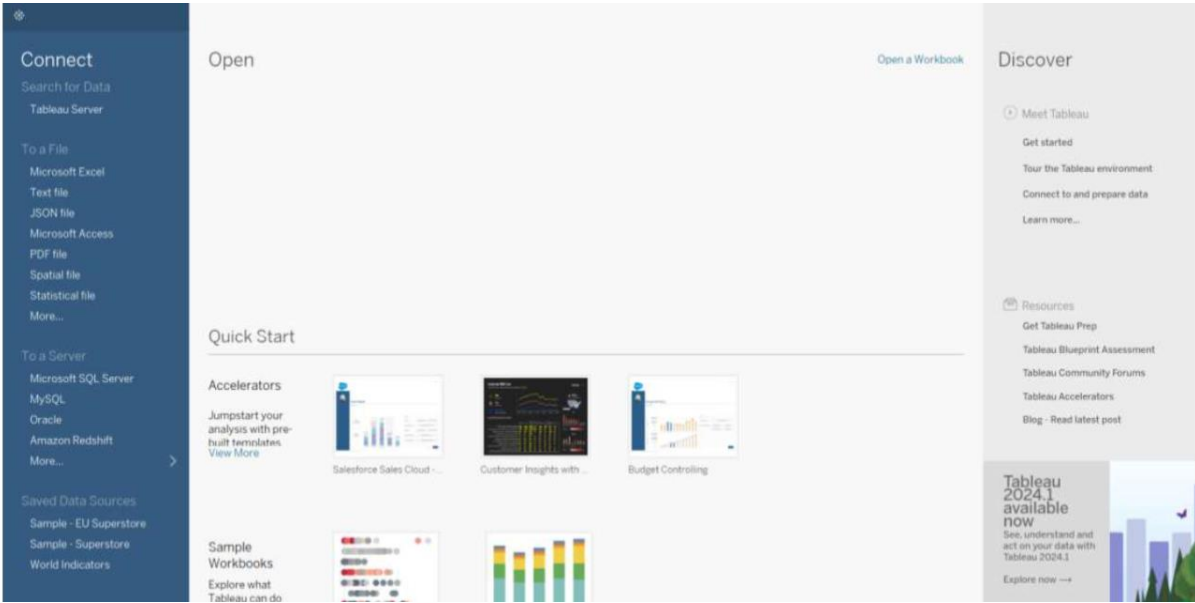 Connect
Search for Data
Tableau Server
To a File
Microsoft Excel
Text file
JSON file
Microsoft Access
PDF file
Spatial file
Statistical file
More...
To a Server
Microsoft SQL Server
MySQL
Oracle
Amazon Redshift
More...
Saved Data Sources
Sample - EU Superstore
Sample - Superstore
World Indicators
Open
Open a Workbook
Quick Start
Accelerators
Jumpstart your
analysis with pre-
built templates
View More
Salesforce Sales Cloud - ...
Customer Insights with ...
Budget Controlling
Sample
Workbooks
Explore what
Tableau can do
Discover
Meet Tableau
Get started
Tour the Tableau environment
Connect to and prepare data
Learn more...
Resources
Get Tableau Prep
Tableau Blueprint Assessment
Tableau Community Forums
Tableau Accelerators
Blog - Read latest post
Tableau
2024.1
available
now
See, understand and
act on your data with
Tableau 2024.1
Explore now →